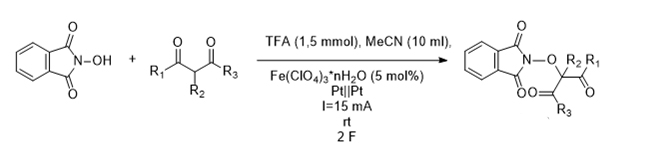 O
N-OH
O
+
O O
R₁ R₃
R₂
TFA (1,5 mmol), MeCN (10 ml),
Fe(ClO₄)₃*nH₂O (5 mol%)
Pt||Pt
I=15 mA
rt
2 F
O
N-O R₂ R₁
O O O
R₃